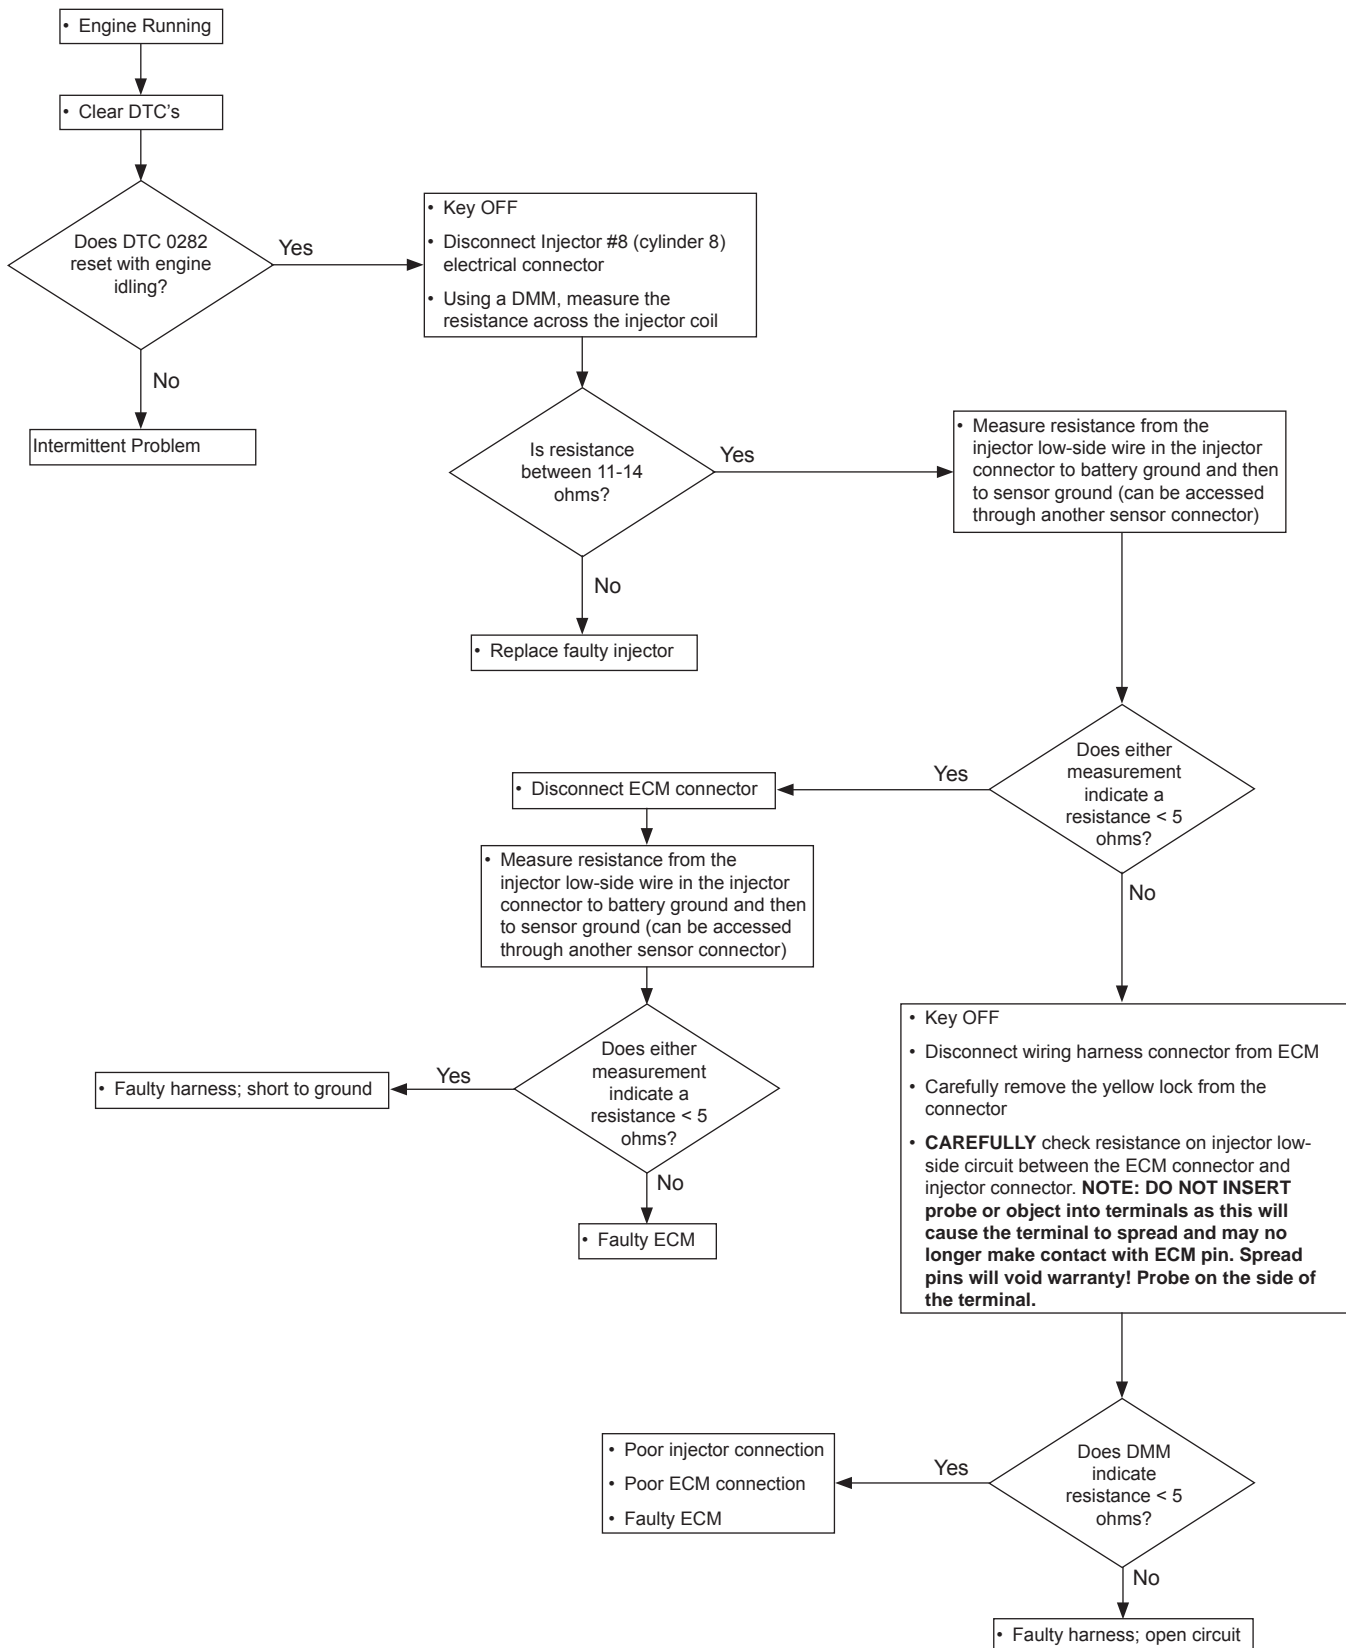 • Engine Running
• Clear DTC's
Does DTC 0282
reset with engine
idling?
Yes
No
Intermittent Problem
• Key OFF
• Disconnect Injector #8 (cylinder 8)
electrical connector
• Using a DMM, measure the
resistance across the injector coil
Is resistance
between 11-14
ohms?
Yes
No
• Replace faulty injector
• Measure resistance from the
injector low-side wire in the injector
connector to battery ground and then
to sensor ground (can be accessed
through another sensor connector)
Does either
measurement
indicate a
resistance < 5
ohms?
Yes
No
• Disconnect ECM connector
• Measure resistance from the
injector low-side wire in the injector
connector to battery ground and then
to sensor ground (can be accessed
through another sensor connector)
Does either
measurement
indicate a
resistance < 5
ohms?
Yes
• Faulty harness; short to ground
No
• Faulty ECM
• Key OFF
• Disconnect wiring harness connector from ECM
• Carefully remove the yellow lock from the
connector
• CAREFULLY check resistance on injector low-
side circuit between the ECM connector and
injector connector. NOTE: DO NOT INSERT
probe or object into terminals as this will
cause the terminal to spread and may no
longer make contact with ECM pin. Spread
pins will void warranty! Probe on the side of
the terminal.
Does DMM
indicate
resistance < 5
ohms?
Yes
• Poor injector connection
• Poor ECM connection
• Faulty ECM
No
• Faulty harness; open circuit